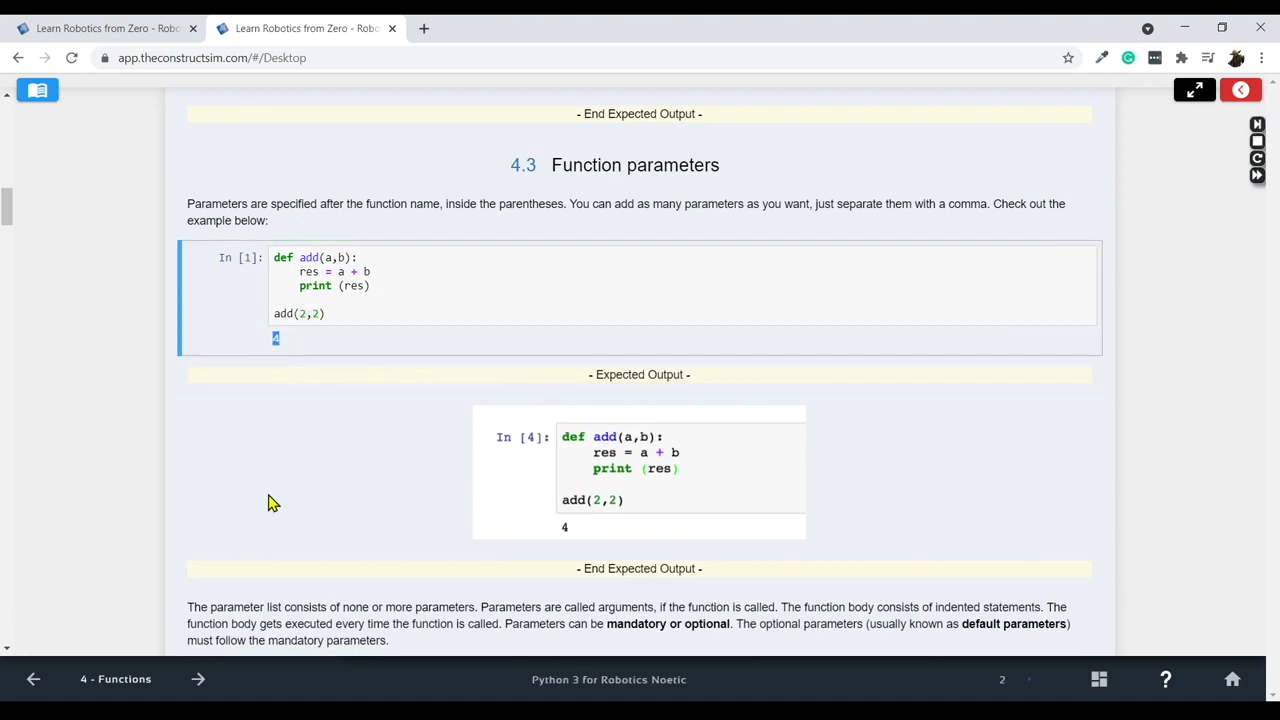 Learn Robotics from Zero - Robo
Learn Robotics from Zero - Robo
app.theconstructsim.com/#/Desktop
- End Expected Output -
4.3 Function parameters
Parameters are specified after the function name, inside the parentheses. You can add as many parameters as you want, just separate them with a comma. Check out the
example below:
In [1]: def add(a,b):
res = a + b
print (res)
add(2,2)
4
- Expected Output -
In [4]: def add(a,b):
res = a + b
print (res)
add(2,2)
4
- End Expected Output -
The parameter list consists of none or more parameters. Parameters are called arguments, if the function is called. The function body consists of indented statements. The
function body gets executed every time the function is called. Parameters can be mandatory or optional. The optional parameters (usually known as default parameters)
must follow the mandatory parameters.
4 - Functions
Python 3 for Robotics Noetic
2
?